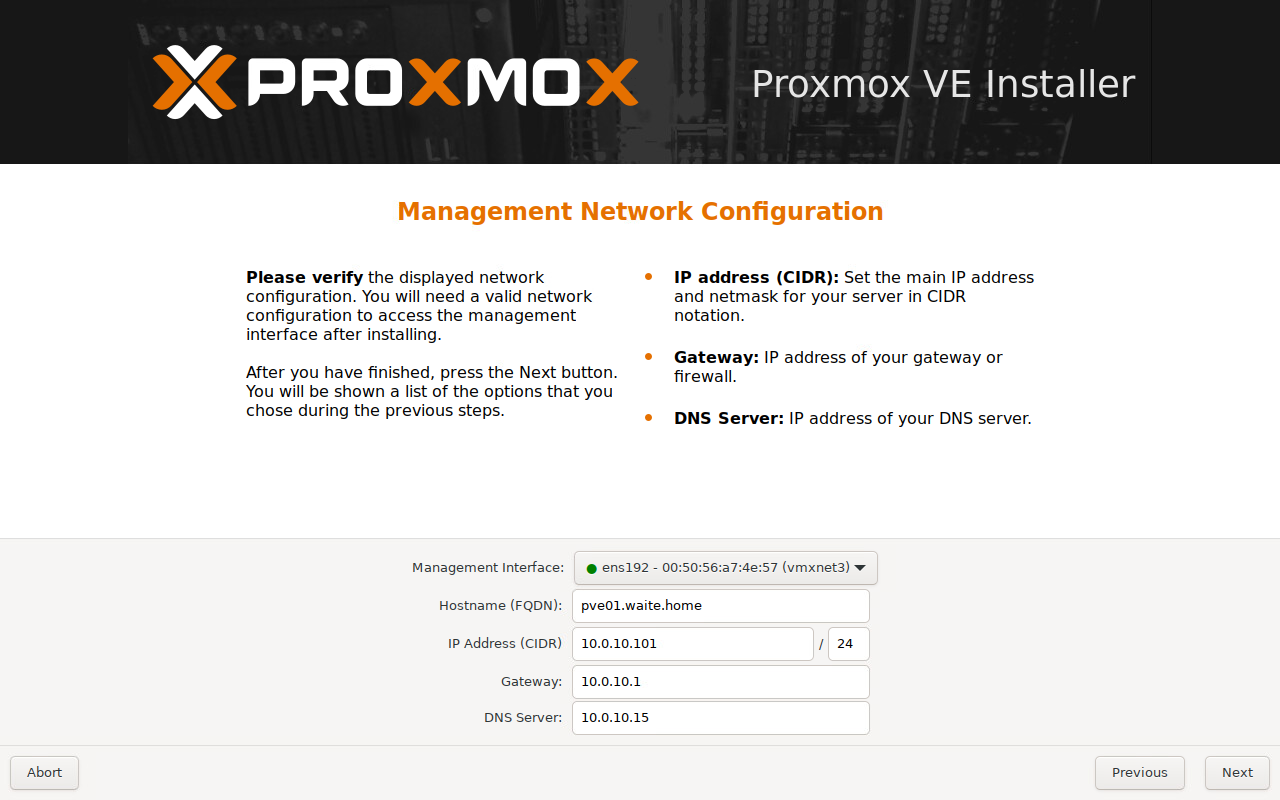 PROXMOX
Proxmox VE Installer
Management Network Configuration
Please verify the displayed network
configuration. You will need a valid network
configuration to access the management
interface after installing.
After you have finished, press the Next button.
You will be shown a list of the options that you
chose during the previous steps.
IP address (CIDR): Set the main IP address
and netmask for your server in CIDR
notation.
Gateway: IP address of your gateway or
firewall.
DNS Server: IP address of your DNS server.
Management Interface: ens192 - 00:50:56:a7:4e:57 (vmxnet3)
Hostname (FQDN): pve01.waite.home
IP Address (CIDR) 10.0.10.101 / 24
Gateway: 10.0.10.1
DNS Server: 10.0.10.15
Abort Previous Next